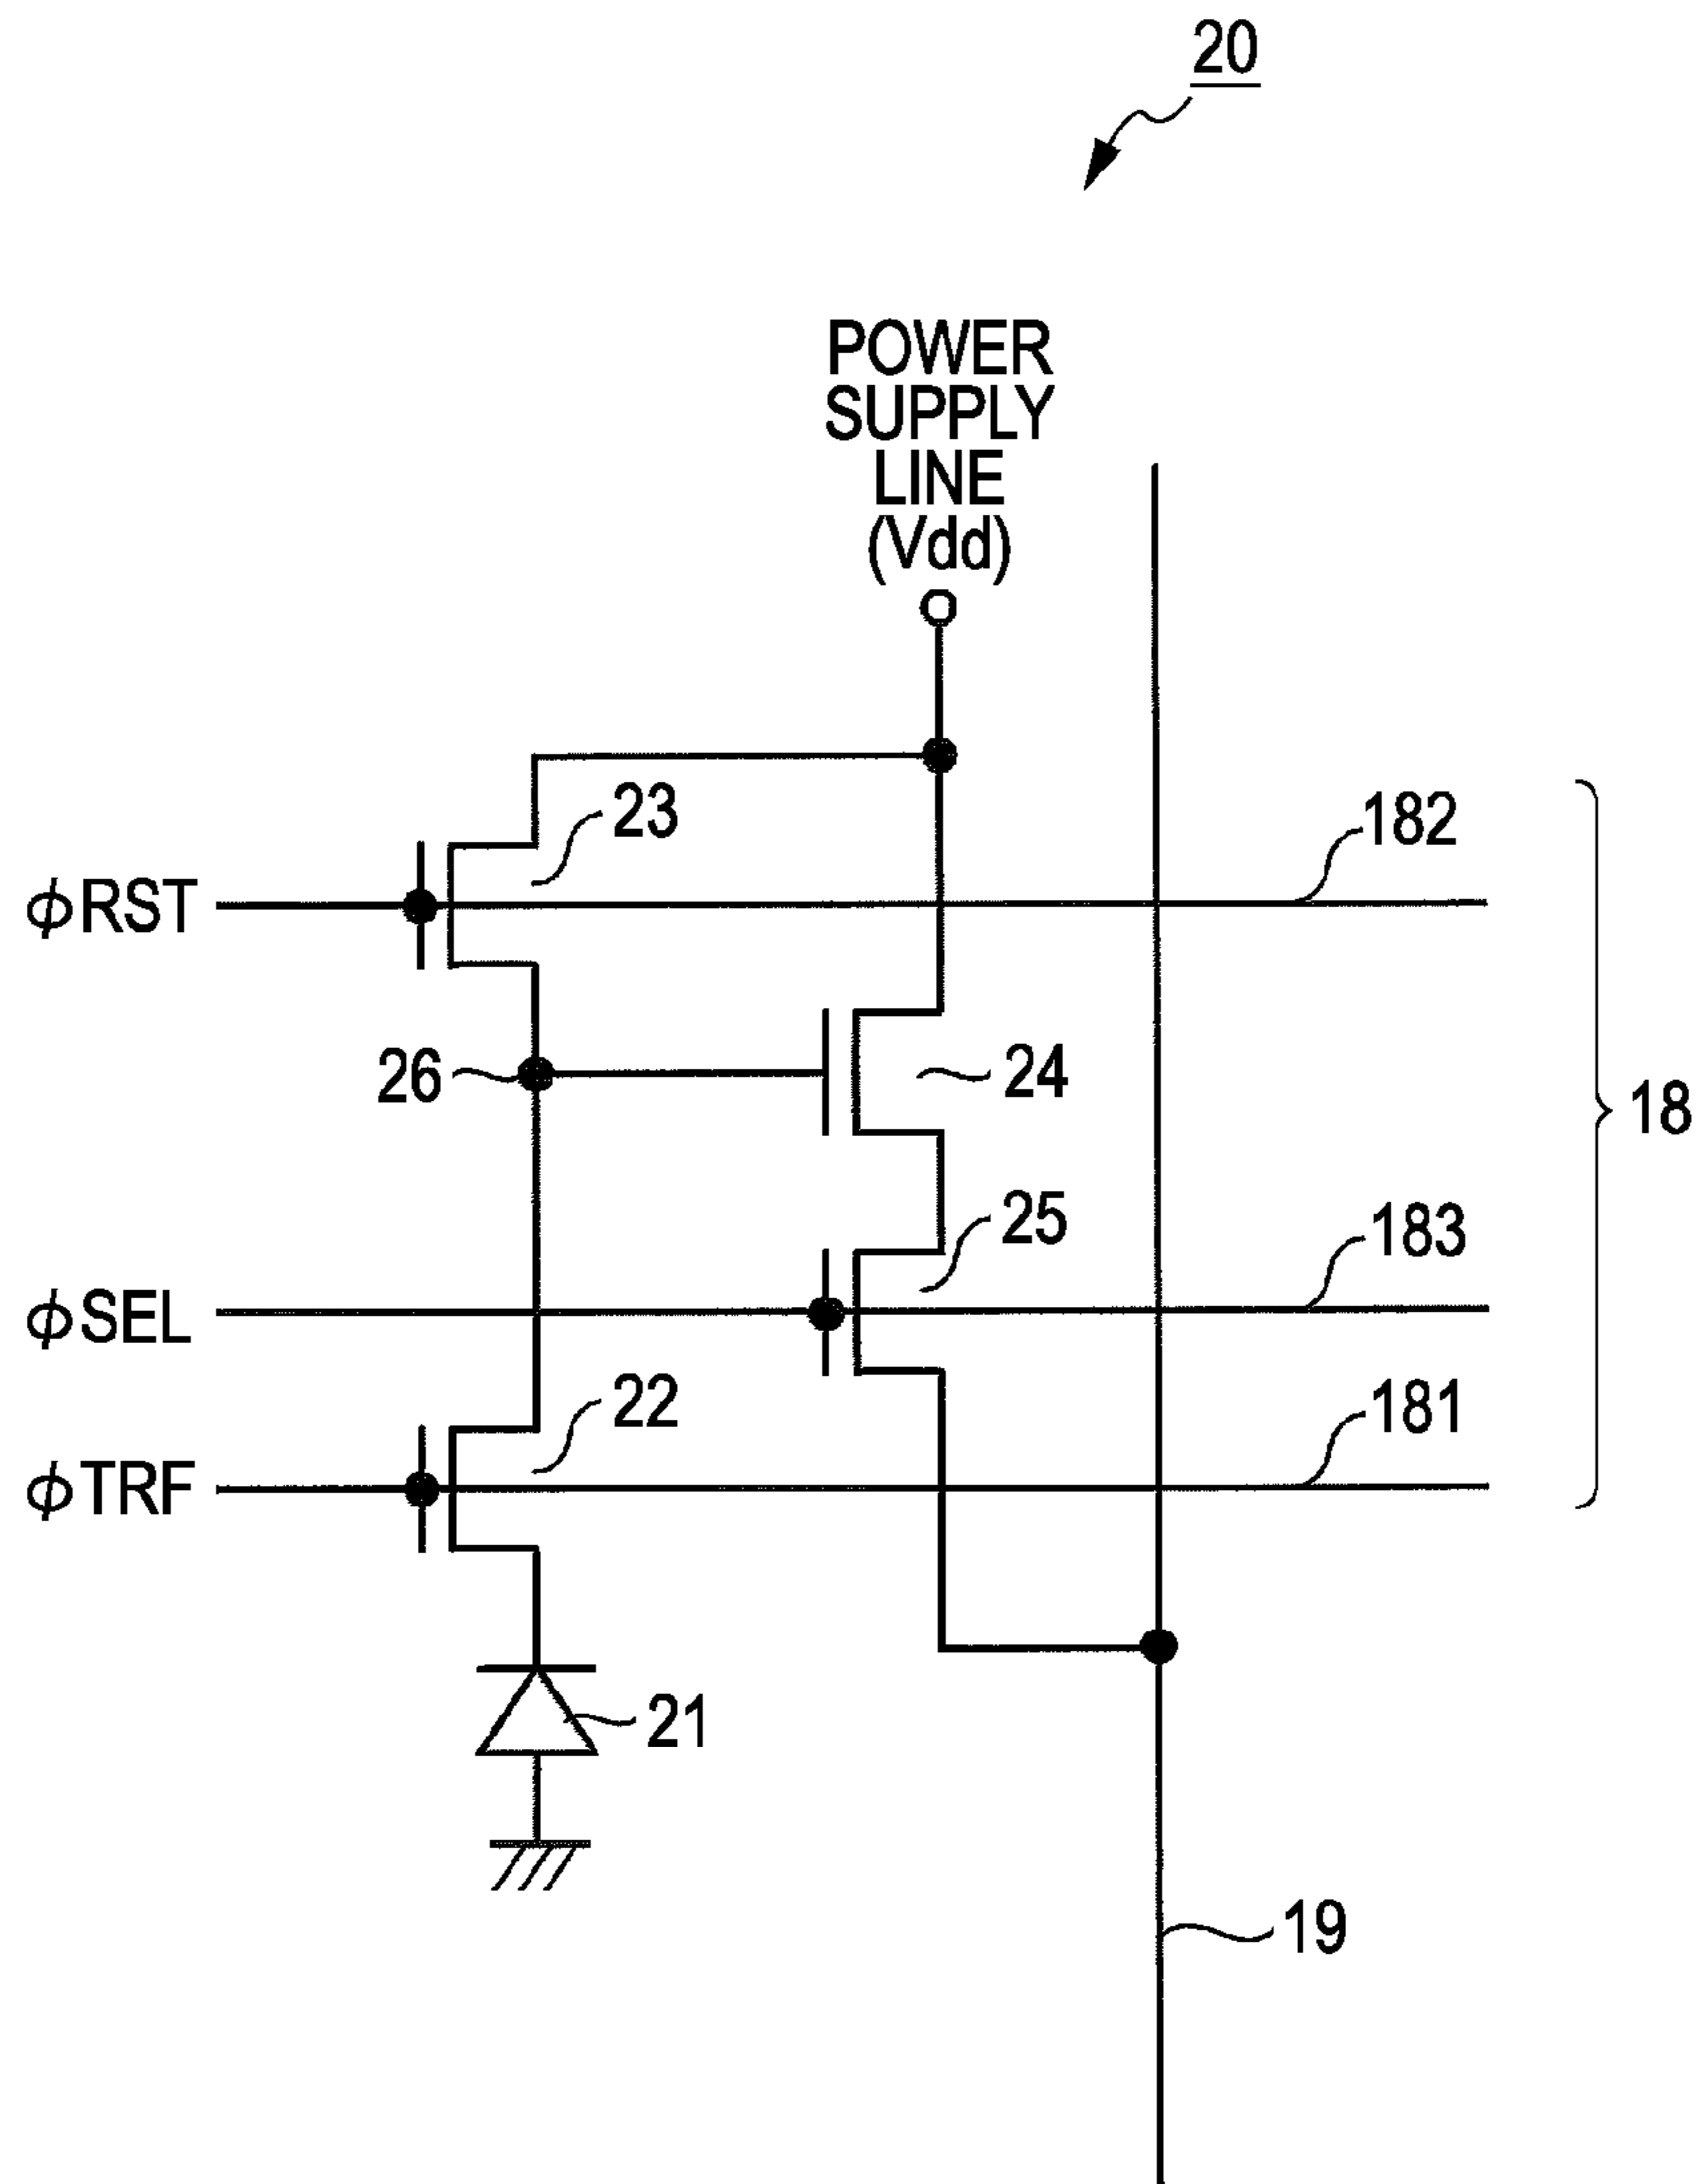 20
POWER
SUPPLY
LINE
(Vdd)
23
182
ϕRST
26
24
18
25
183
ϕSEL
22
181
ϕTRF
21
19